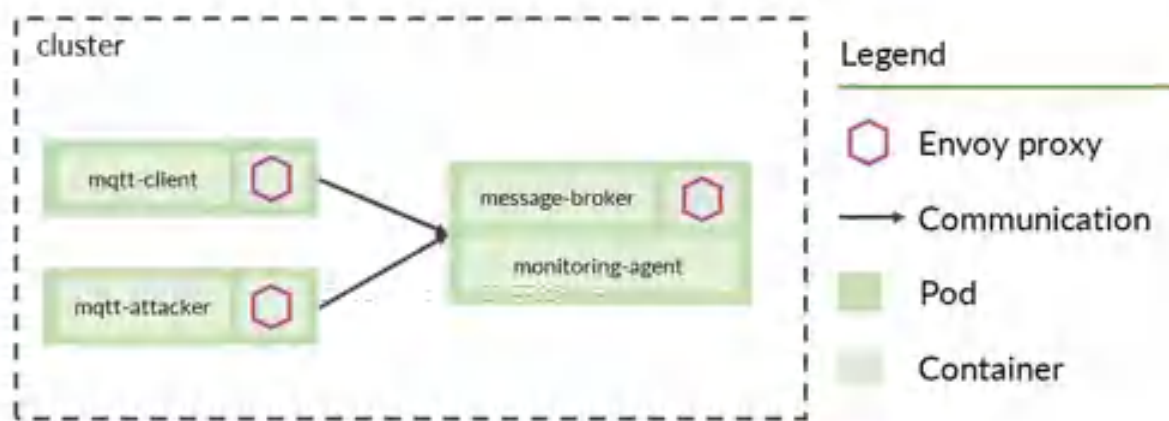 cluster
mqtt-client
mqtt-attacker
message-broker
monitoring-agent
Legend
Envoy proxy
Communication
Pod
Container